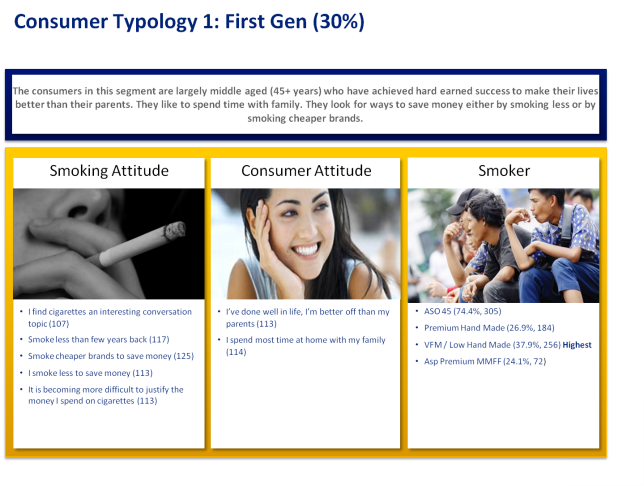 Consumer Typology 1: First Gen (30%)
The consumers in this segment are largely middle aged (45+ years) who have achieved hard earned success to make their lives
better than their parents. They like to spend time with family. They look for ways to save money either by smoking less or by
smoking cheaper brands.
Smoking Attitude
• I find cigarettes an interesting conversation
topic (107)
• Smoke less than few years back (117)
• Smoke cheaper brands to save money (125)
• I smoke less to save money (113)
• It is becoming more difficult to justify the
money I spend on cigarettes (113)
Consumer Attitude
• I've done well in life, I'm better off than my
parents (113)
• I spend most time at home with my family
(114)
Smoker
• ASO 45 (74.4%, 305)
• Premium Hand Made (26.9%, 184)
• VFM / Low Hand Made (37.9%, 256) Highest
• Asp Premium MMFF (24.1%, 72)